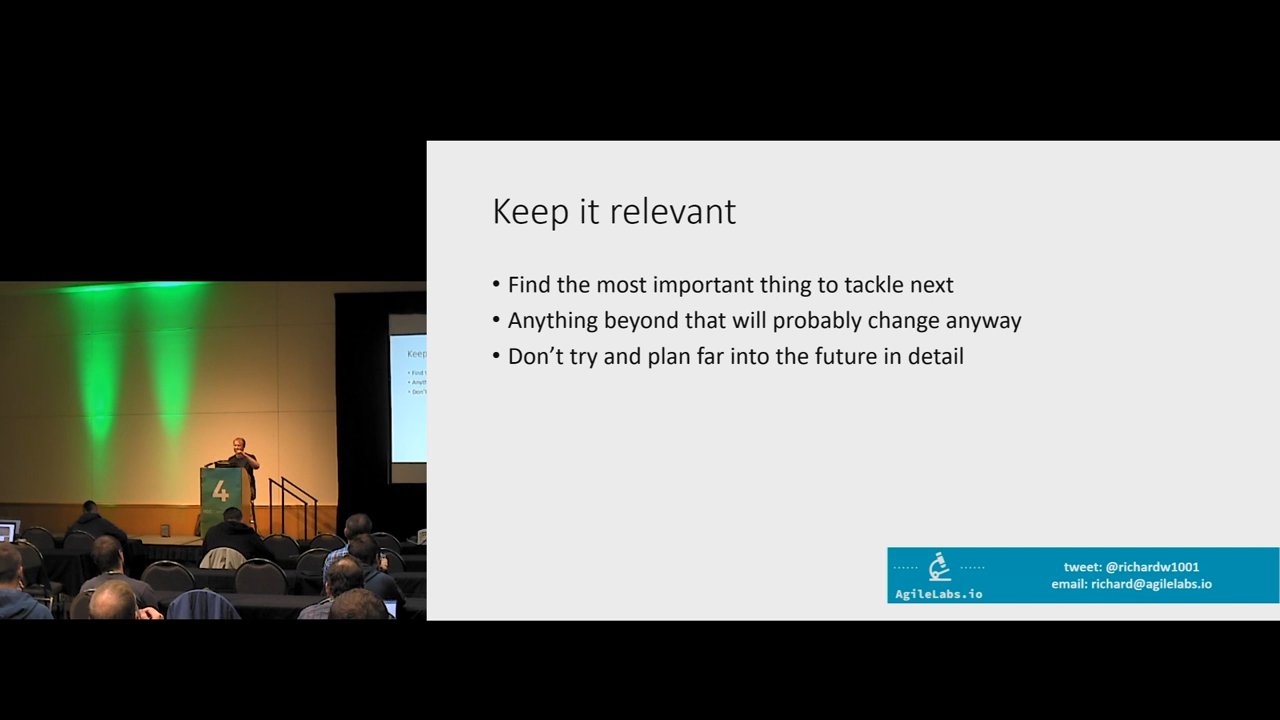 Keep it relevant
• Find the most important thing to tackle next
• Anything beyond that will probably change anyway
• Don’t try and plan far into the future in detail
AgileLabs.io
tweet: @richardw1001
email: richard@agilelabs.io
4
Keep